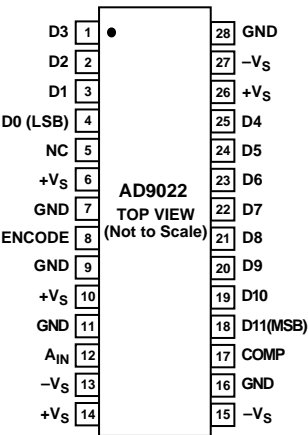 D3 1 28 GND
D2 2 27 –VS
D1 3 26 +VS
D0 (LSB) 4 25 D4
NC 5 24 D5
+VS 6 23 D6
GND 7 22 D7
ENCODE 8 21 D8
GND 9 20 D9
+VS 10 19 D10
GND 11 18 D11(MSB)
AIN 12 17 COMP
–VS 13 16 GND
+VS 14 15 –VS
AD9022
TOP VIEW
(Not to Scale)